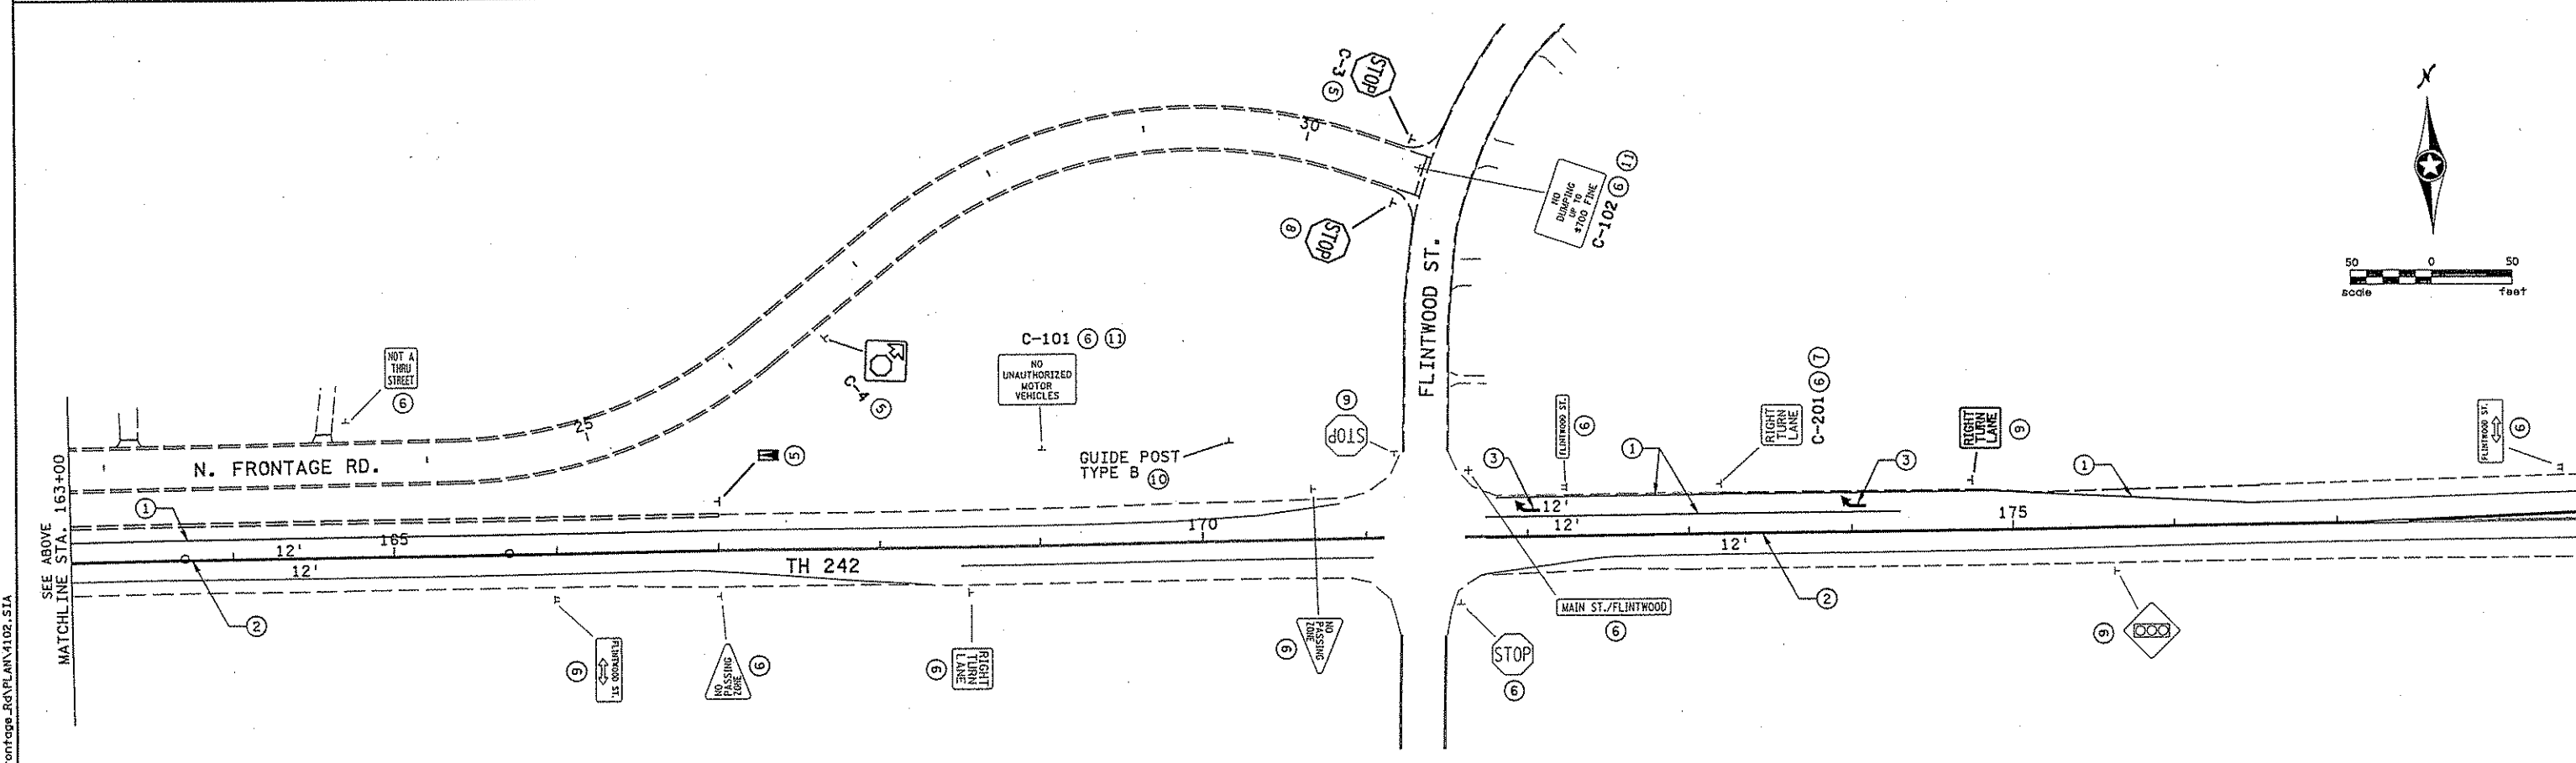 N
50 0 50
scale feet
STOP
C-3 5
30
NO
DUMPING
UP TO
$700 FINE
C-102 6 11
STOP
8
FLINTWOOD ST.
NOT A
THRU
STREET
6
C-4 5
C-101 6 11
NO
UNAUTHORIZED
MOTOR
VEHICLES
25
N. FRONTAGE RD.
5
GUIDE POST
TYPE B 10
9
STOP
3
FLINTWOOD ST.
6
1
RIGHT
TURN
LANE
C-201 6 7
3
RIGHT
TURN
LANE
9
1
FLINTWOOD ST.
6
SEE ABOVE
MATCHLINE STA. 163+00
1
165
12'
12'
2
170
TH 242
12'
12'
12'
175
2
FLINTWOOD ST.
9
NO
PASSING
ZONE
6
RIGHT
TURN
LANE
9
NO
PASSING
ZONE
9
MAIN ST./FLINTWOOD
6
STOP
6
9
ontage_Rd\PLAN\4102.SIA